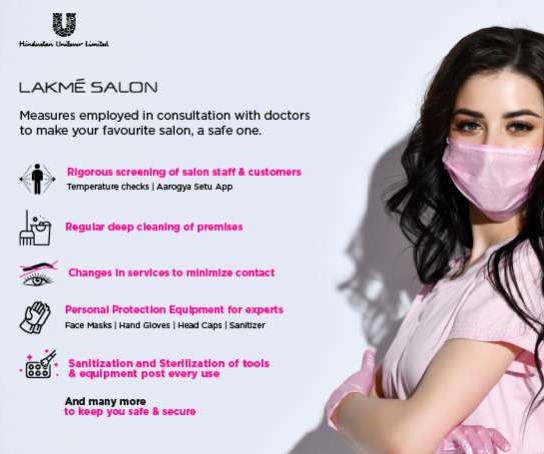 Hindustan Unilever Limited
LAKMÉ SALON
Measures employed in consultation with doctors
to make your favourite salon, a safe one.
Rigorous screening of salon staff & customers
Temperature checks | Aarogya Setu App
Regular deep cleaning of premises
Changes in services to minimize contact
Personal Protection Equipment for experts
Face Masks | Hand Gloves | Head Caps | Sanitizer
Sanitization and Sterilization of tools
& equipment post every use
And many more
to keep you safe & secure